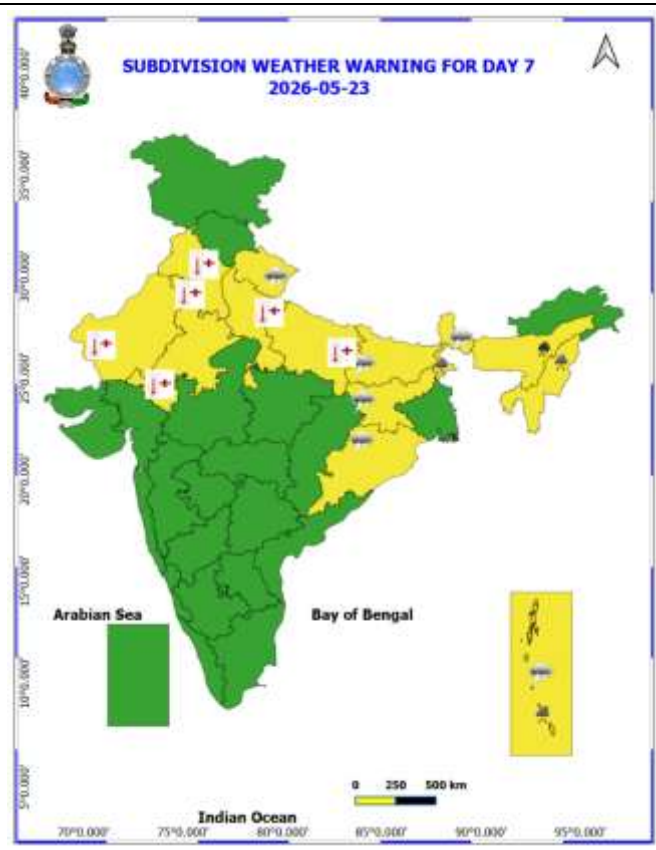 SUBDIVISION WEATHER WARNING FOR DAY 7
2026-05-23
40°0.000'
35°0.000'
30°0.000'
25°0.000'
20°0.000'
15°0.000'
10°0.000'
5°0.000'
Arabian Sea
Bay of Bengal
0 250 500 km
Indian Ocean
70°0.000' 75°0.000' 80°0.000' 85°0.000' 90°0.000' 95°0.000'